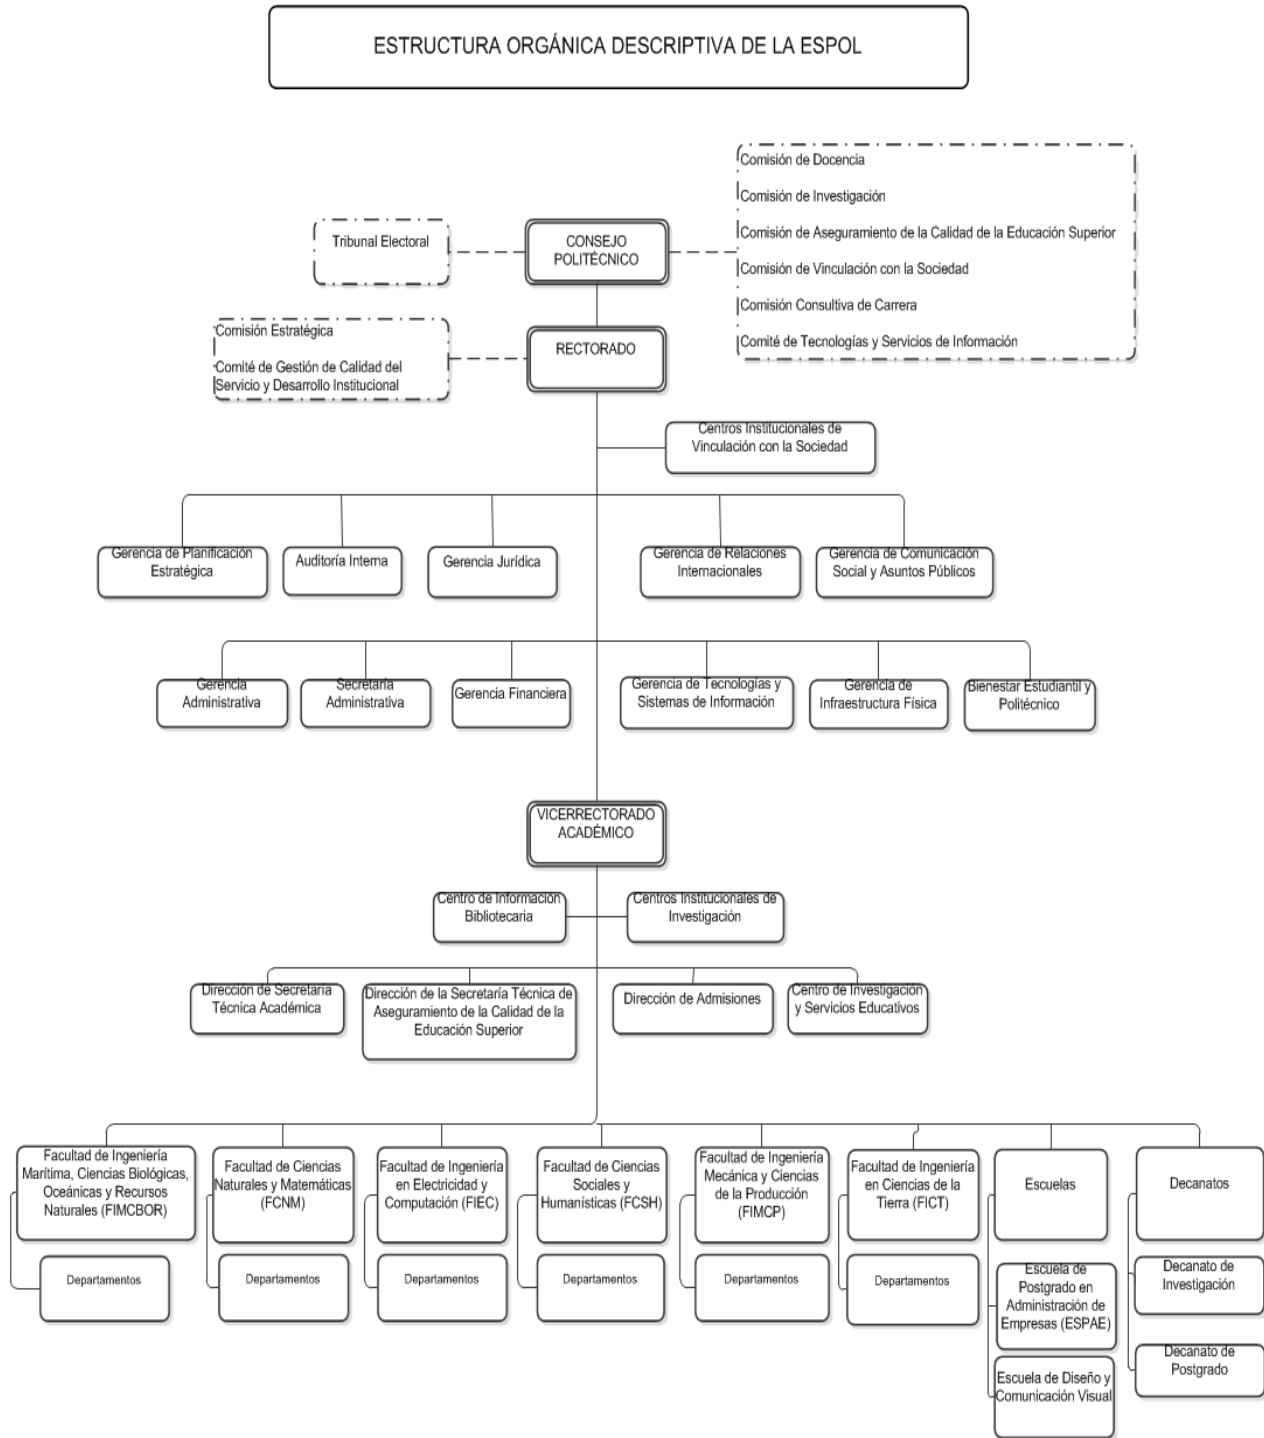 ESTRUCTURA ORGÁNICA DESCRIPTIVA DE LA ESPOL
Comisión de Docencia
Comisión de Investigación
Comisión de Aseguramiento de la Calidad de la Educación Superior
Comisión de Vinculación con la Sociedad
Comisión Consultiva de Carrera
Comité de Tecnologías y Servicios de Información
Tribunal Electoral
CONSEJO
POLITÉCNICO
Comisión Estratégica
Comité de Gestión de Calidad del
Servicio y Desarrollo Institucional
RECTORADO
Centros Institucionales de
Vinculación con la Sociedad
Gerencia de Planificación
Estratégica
Auditoría Interna
Gerencia Jurídica
Gerencia de Relaciones
Internacionales
Gerencia de Comunicación
Social y Asuntos Públicos
Gerencia
Administrativa
Secretaría
Administrativa
Gerencia Financiera
Gerencia de Tecnologías y
Sistemas de Información
Gerencia de
Infraestructura Física
Bienestar Estudiantil y
Politécnico
VICERRECTORADO
ACADÉMICO
Centro de Información
Bibliotecaria
Centros Institucionales de
Investigación
Dirección de Secretaría
Técnica Académica
Dirección de la Secretaría Técnica de
Aseguramiento de la Calidad de la
Educación Superior
Dirección de Admisiones
Centro de Investigación
y Servicios Educativos
Facultad de Ingeniería
Marítima, Ciencias Biológicas,
Oceánicas y Recursos
Naturales (FIMCBOR)
Facultad de Ciencias
Naturales y Matemáticas
(FCNM)
Facultad de Ingeniería
en Electricidad y
Computación (FIEC)
Facultad de Ciencias
Sociales y
Humanísticas (FCSH)
Facultad de Ingeniería
Mecánica y Ciencias
de la Producción
(FIMCP)
Facultad de Ingeniería
en Ciencias de la
Tierra (FICT)
Escuelas
Decanatos
Departamentos
Departamentos
Departamentos
Departamentos
Departamentos
Departamentos
Escuela de
Postgrado en
Administración de
Empresas (ESPAE)
Decanato de
Investigación
Escuela de Diseño y
Comunicación Visual
Decanato de
Postgrado